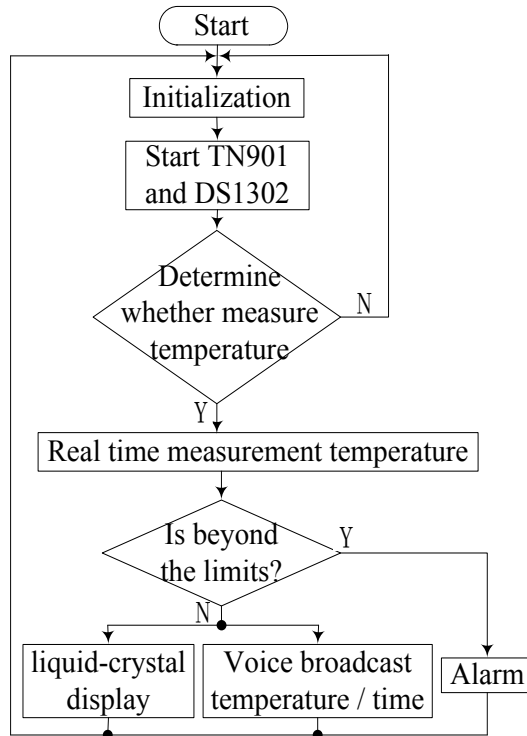 Start
Initialization
Start TN901
and DS1302
Determine
whether measure
temperature
N
Y
Real time measurement temperature
Is beyond
the limits?
Y
N
liquid-crystal
display
Voice broadcast
temperature / time
Alarm